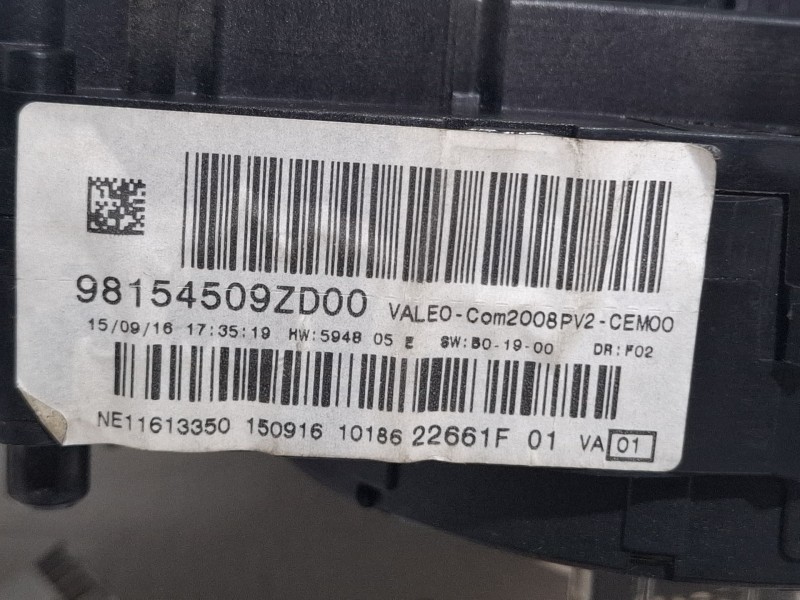 98154509ZD00 VALEO-Com2008PV2-CEM00
15/09/16 17:35:19 HW:5948 05 E SW:50-19-00 DR:F02
NE11613350 150916 10186 22661F 01 VA 01